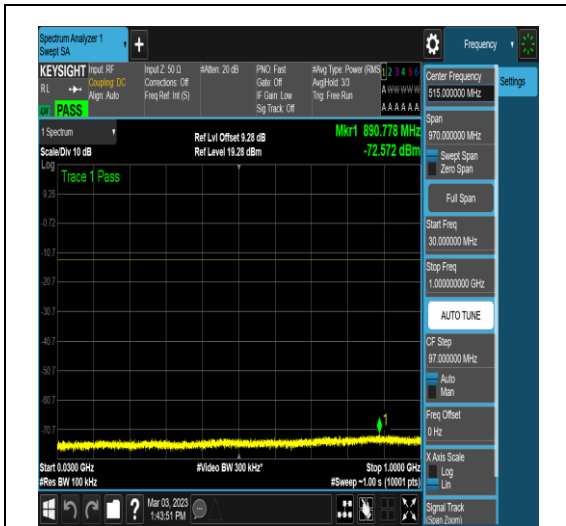 Spectrum Analyzer 1
Swept SA
Frequency
KEYSIGHT
RL
PASS
Input: RF
Coupling: DC
Align: Auto
Input Z: 50 Ω
Corrections: Off
Freq Ref: Int (S)
#Atten: 20 dB
PNO: Fast
Gate: Off
IF Gain: Low
Sig Track: Off
#Avg Type: Power (RMS
Avg|Hold: 3/3
Trig: Free Run
1 2 3 4 5 6
A W W W W W
A A A A A A
1 Spectrum
Scale/Div 10 dB
Ref Lvl Offset 9.28 dB
Ref Level 19.28 dBm
Mkr1 890.778 MHz
-72.572 dBm
Log
Trace 1 Pass
9.28
-0.72
-10.7
-20.7
-30.7
-40.7
-50.7
-60.7
-70.7
1
Start 0.0300 GHz
#Res BW 100 kHz
#Video BW 300 kHz*
Stop 1.0000 GHz
#Sweep ~1.00 s (10001 pts)
Mar 03, 2023
1:43:51 PM
Center Frequency
515.000000 MHz
Settings
Span
970.000000 MHz
Swept Span
Zero Span
Full Span
Start Freq
30.000000 MHz
Stop Freq
1.000000000 GHz
AUTO TUNE
CF Step
97.000000 MHz
Auto
Man
Freq Offset
0 Hz
X Axis Scale
Log
Lin
Signal Track
(Span Zoom)